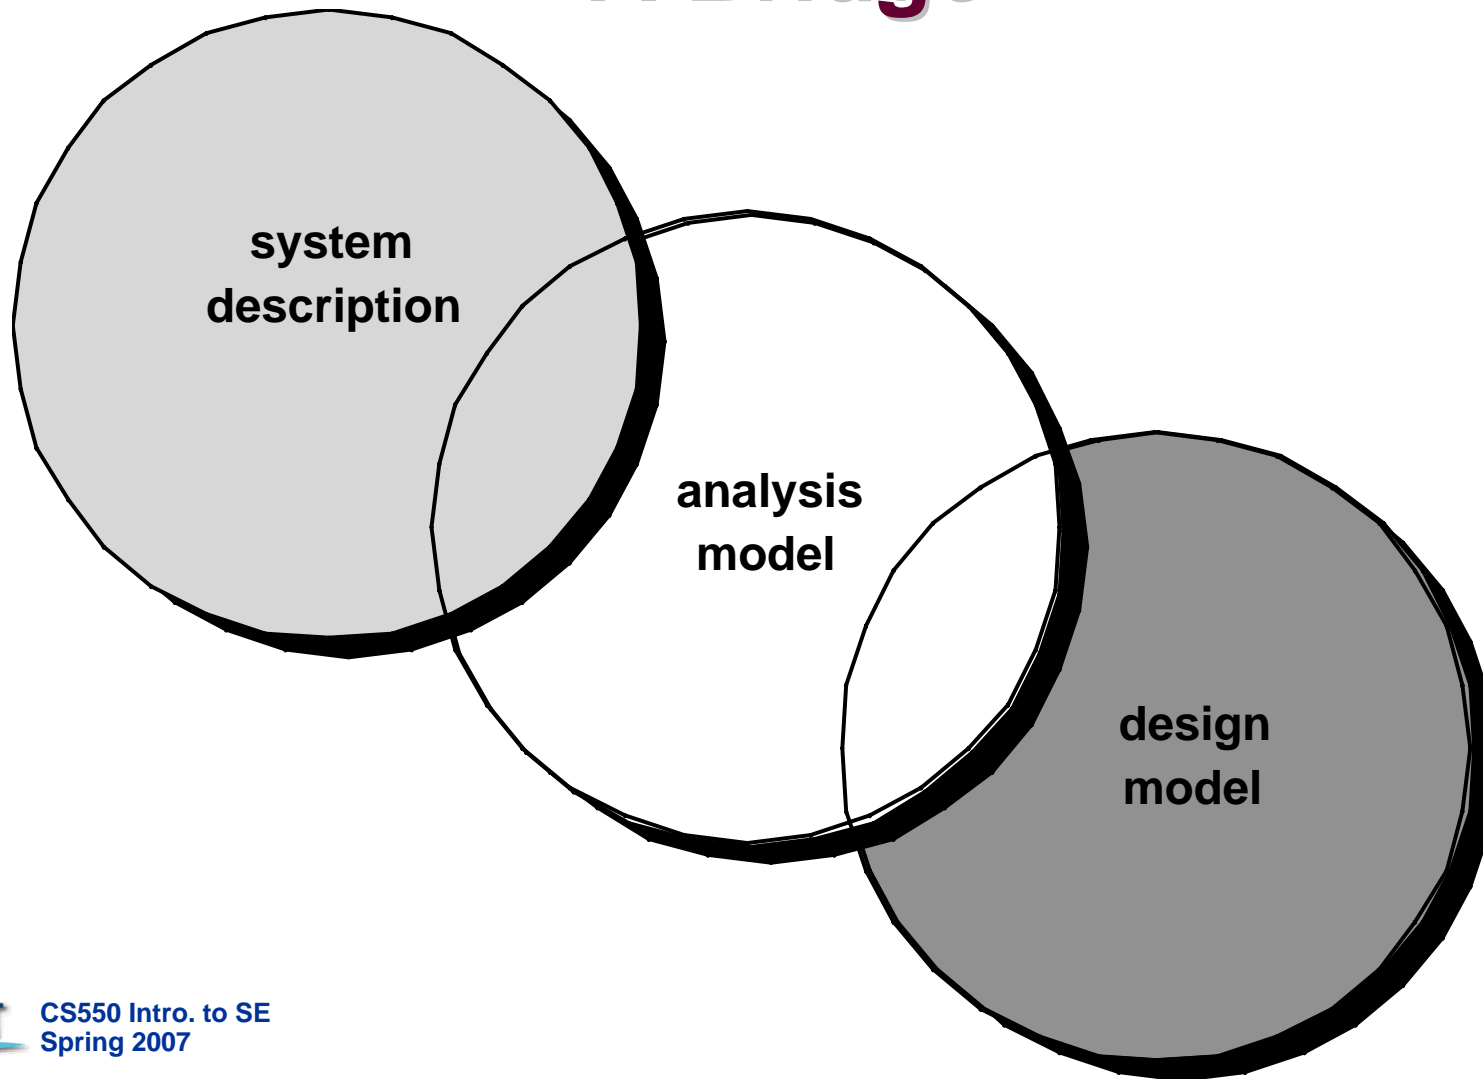 system
description
analysis
model
design
model
CS550 Intro. to SE
Spring 2007